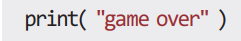 print( "game over" )